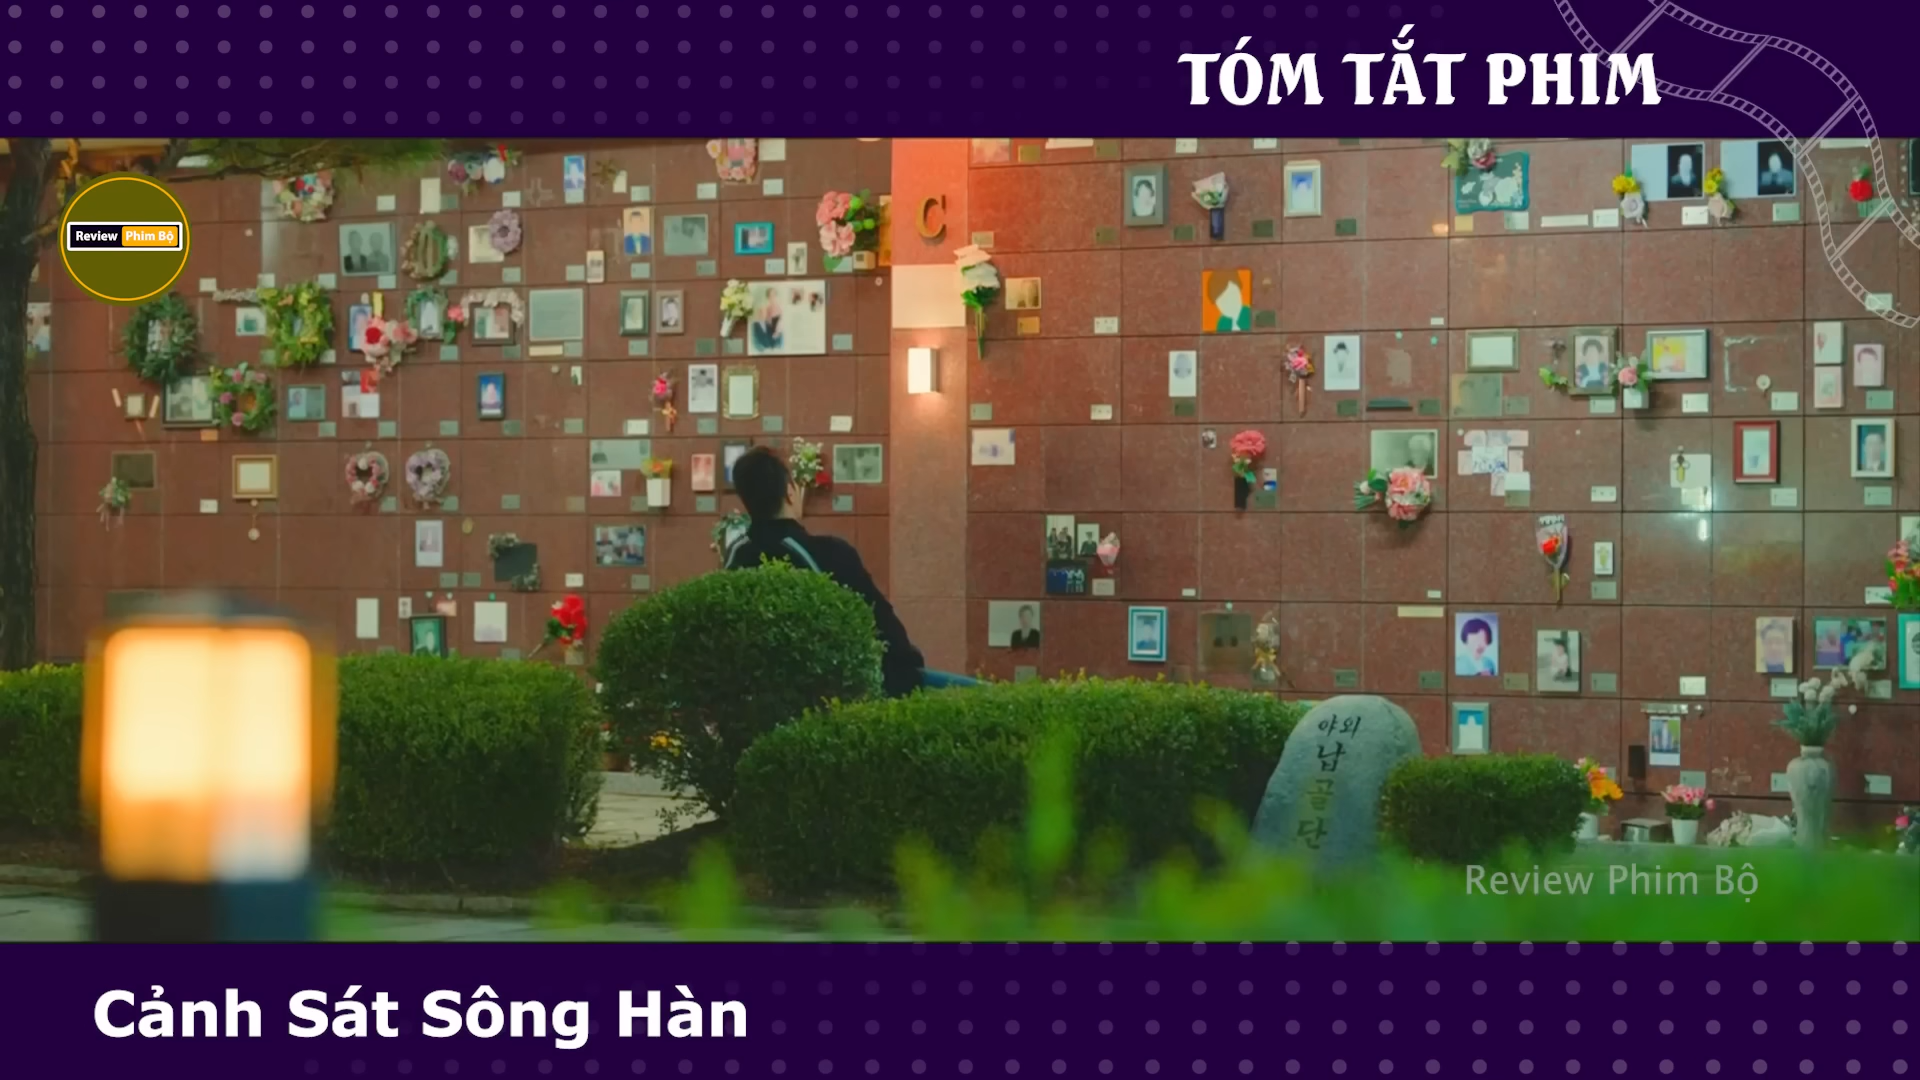 TÓM TẮT PHIM
Review Phim Bộ
C
야외
납
골
단
Review Phim Bộ
Cảnh Sát Sông Hàn